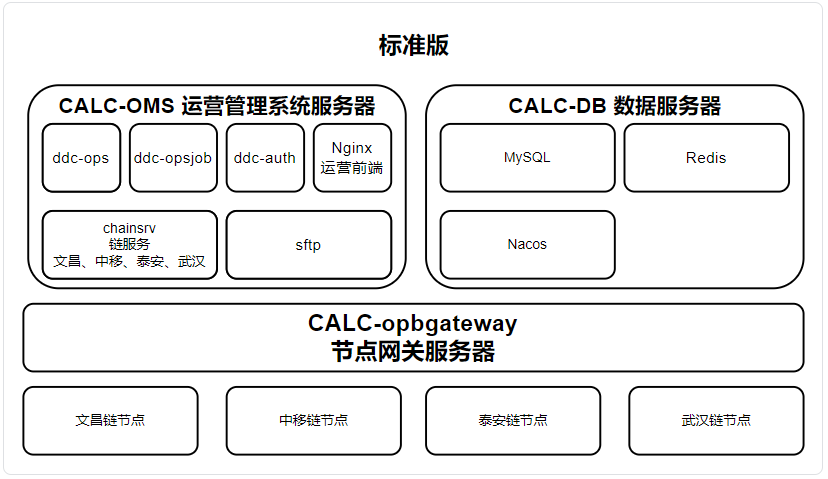 标准版
CALC-OMS 运营管理系统服务器
ddc-ops
ddc-opsjob
ddc-auth
Nginx
运营前端
chainsrv
链服务
文昌、中移、泰安、武汉
sftp
CALC-DB 数据服务器
MySQL
Redis
Nacos
CALC-opbgateway
节点网关服务器
文昌链节点
中移链节点
泰安链节点
武汉链节点